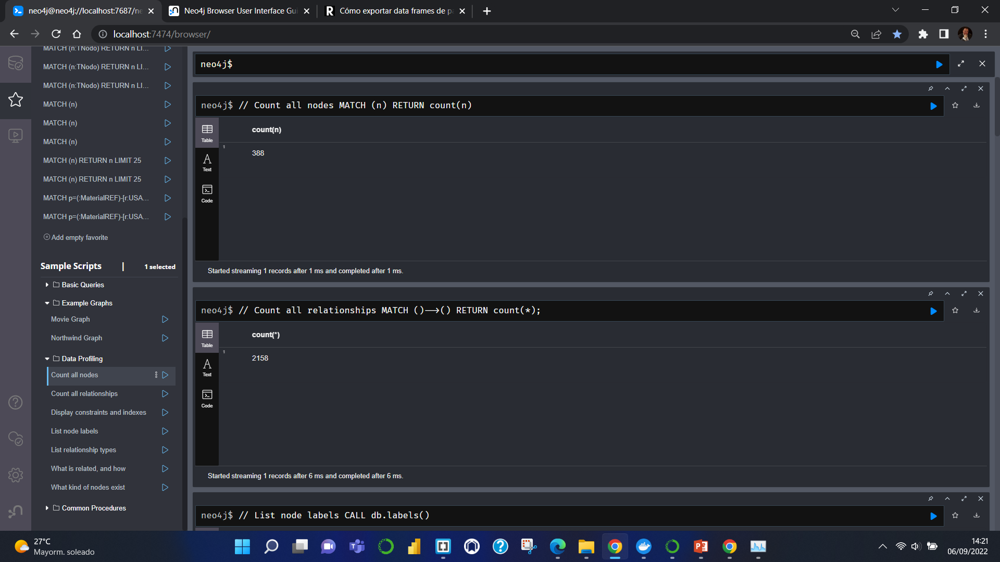 neo4j@neo4j://localhost:7687/ne
Neo4j Browser User Interface Gui
Cómo exportar data frames de pa
localhost:7474/browser/
MATCH (n:TNodo) RETURN n LI...
MATCH (n:TNodo) RETURN n LI...
MATCH (n:TNodo) RETURN n LI...
MATCH (n)
MATCH (n)
MATCH (n)
MATCH (n) RETURN n LIMIT 25
MATCH (n) RETURN n LIMIT 25
MATCH p=(:MaterialREF)-[r:USA...
MATCH p=(:MaterialREF)-[r:USA...
Add empty favorite
Sample Scripts
1 selected
Basic Queries
Example Graphs
Movie Graph
Northwind Graph
Data Profiling
Count all nodes
Count all relationships
Display constraints and indexes
List node labels
List relationship types
What is related, and how
What kind of nodes exist
Common Procedures
neo4j$
neo4j$ // Count all nodes MATCH (n) RETURN count(n)
Table
Text
Code
count(n)
1
388
Started streaming 1 records after 1 ms and completed after 1 ms.
neo4j$ // Count all relationships MATCH ()-->() RETURN count(*);
Table
Text
Code
count(*)
1
2158
Started streaming 1 records after 6 ms and completed after 6 ms.
neo4j$ // List node labels CALL db.labels()
27°C
Mayorm. soleado
14:21
06/09/2022